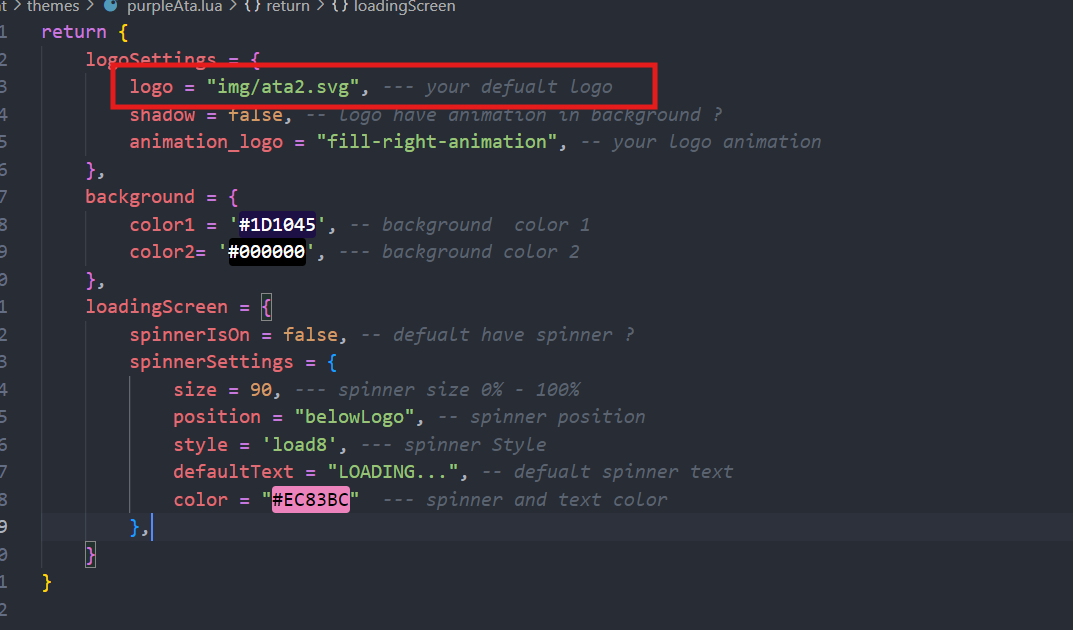 t > themes > purpleAta.lua > {} return > {} loadingScreen
1 return {
2 logoSettings = {
3 logo = "img/ata2.svg", --- your defualt logo
4 shadow = false, -- logo have animation in background ?
5 animation_logo = "fill-right-animation", -- your logo animation
6 },
7 background = {
8 color1 = '#1D1045', -- background  color 1
9 color2= '#000000', --- background color 2
0 },
1 loadingScreen = {
2 spinnerIsOn = false, -- defualt have spinner ?
3 spinnerSettings = {
4 size = 90, --- spinner size 0% - 100%
5 position = "belowLogo", -- spinner position
6 style = 'load8', --- spinner Style
7 defaultText = "LOADING...", -- defualt spinner text
8 color = "#EC83BC"  --- spinner and text color
9 },
0 }
1 }
2